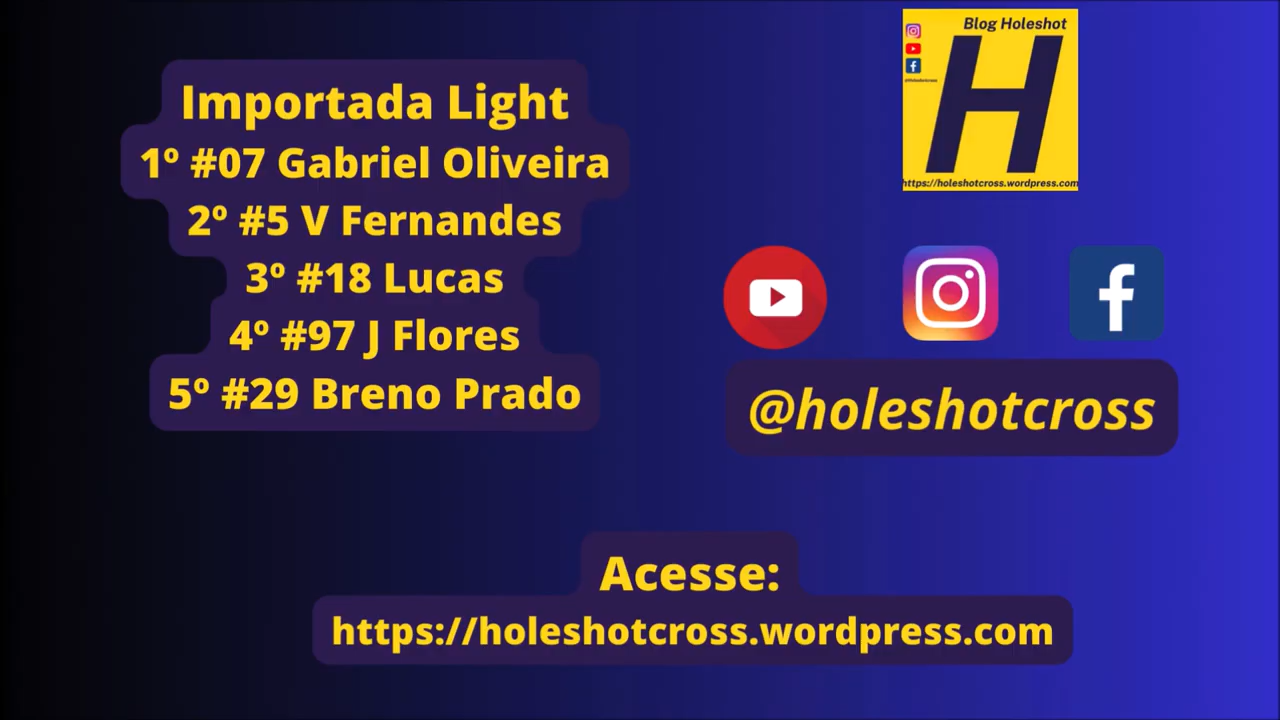 Importada Light
1º #07 Gabriel Oliveira
2º #5 V Fernandes
3º #18 Lucas
4º #97 J Flores
5º #29 Breno Prado
Blog Holeshot
H
https://holeshotcross.wordpress.com
@holeshotcross
Acesse:
https://holeshotcross.wordpress.com